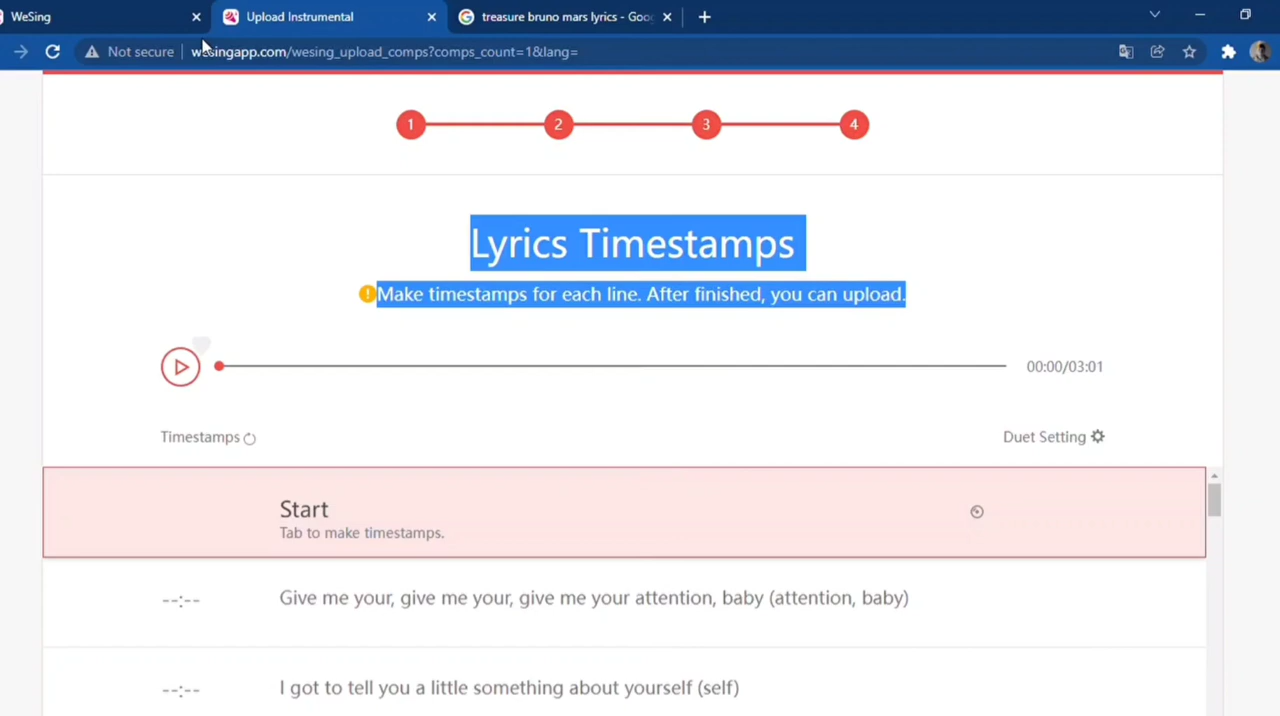 WeSing
Upload Instrumental
treasure bruno mars lyrics - Goo
Not secure
wesingapp.com/wesing_upload_comps?comps_count=1&lang=
1
2
3
4
Lyrics Timestamps
Make timestamps for each line. After finished, you can upload.
00:00/03:01
Timestamps
Duet Setting
Start
Tab to make timestamps.
--:--
Give me your, give me your, give me your attention, baby (attention, baby)
--:--
I got to tell you a little something about yourself (self)